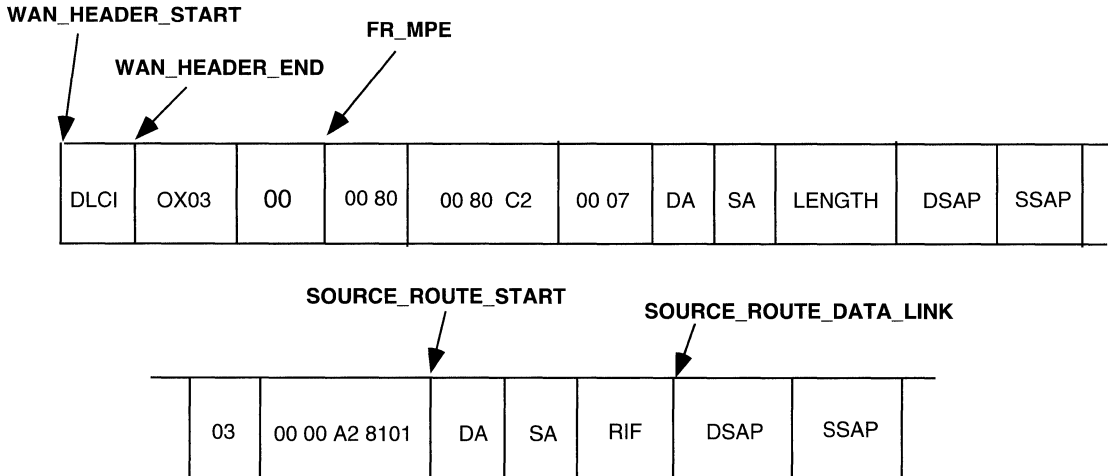 WAN_HEADER_START
FR_MPE
WAN_HEADER_END
DLCI OX03 00 00 80 00 80 C2 00 07 DA SA LENGTH DSAP SSAP
SOURCE_ROUTE_START
SOURCE_ROUTE_DATA_LINK
03 00 00 A2 8101 DA SA RIF DSAP SSAP